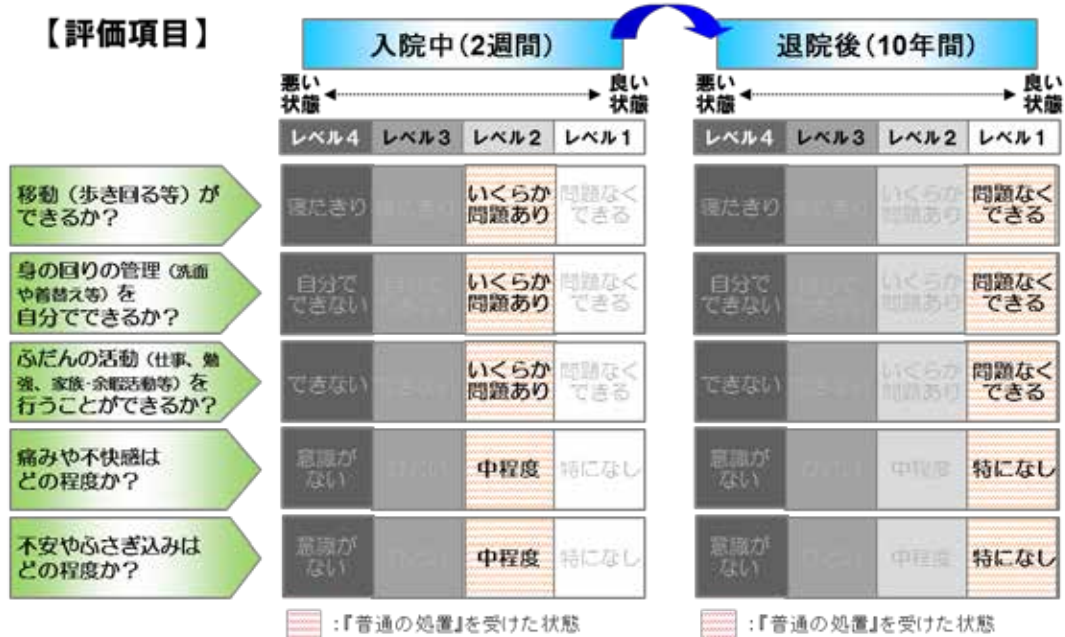 【評価項目】
入院中(2週間)
退院後(10年間)
悪い
状態
良い
状態
悪い
状態
良い
状態
レベル4
レベル3
レベル2
レベル1
レベル4
レベル3
レベル2
レベル1
移動(歩き回る等)が
できるか?
寝たきり
いくらか
問題あり
問題なく
できる
寝たきり
いくらか
問題あり
問題なく
できる
身の回りの管理(洗面
や着替え等)を
自分でできるか?
自分で
できない
いくらか
問題あり
問題なく
できる
自分で
できない
いくらか
問題あり
問題なく
できる
ふだんの活動(仕事、勉
強、家族・余暇活動等)を
行うことができるか?
できない
いくらか
問題あり
問題なく
できる
できない
いくらか
問題あり
問題なく
できる
痛みや不快感は
どの程度か?
意識が
ない
中程度
特になし
意識が
ない
中程度
特になし
不安やふさぎ込みは
どの程度か?
意識が
ない
中程度
特になし
意識が
ない
中程度
特になし
:『普通の処置』を受けた状態
:『普通の処置』を受けた状態